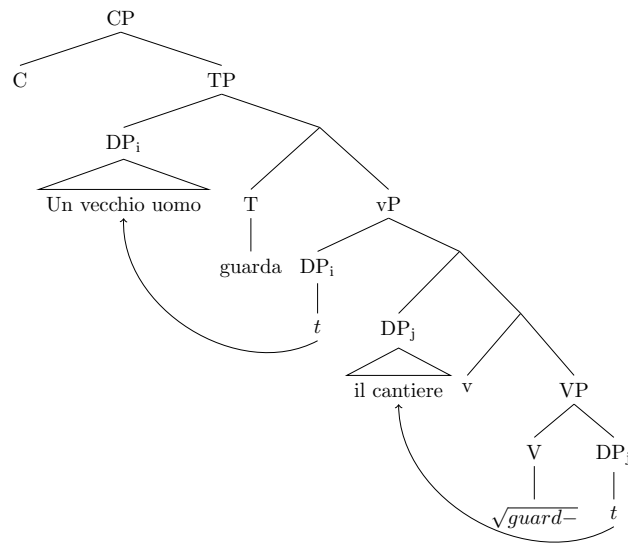 CP
C TP
DPi
Un vecchio uomo T vP
guarda DPi
t DPj
il cantiere v VP
V DPj
√guard− t